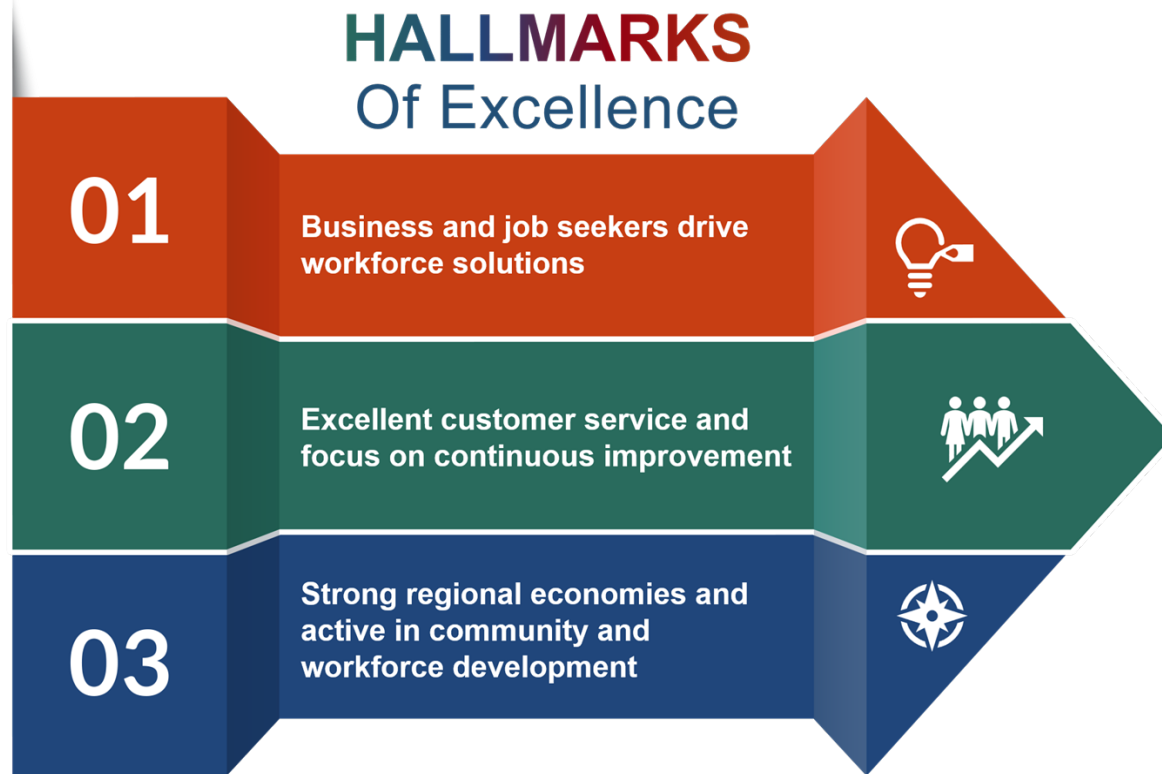 HALLMARKS
Of Excellence
01
Business and job seekers drive
workforce solutions
02
Excellent customer service and
focus on continuous improvement
03
Strong regional economies and
active in community and
workforce development